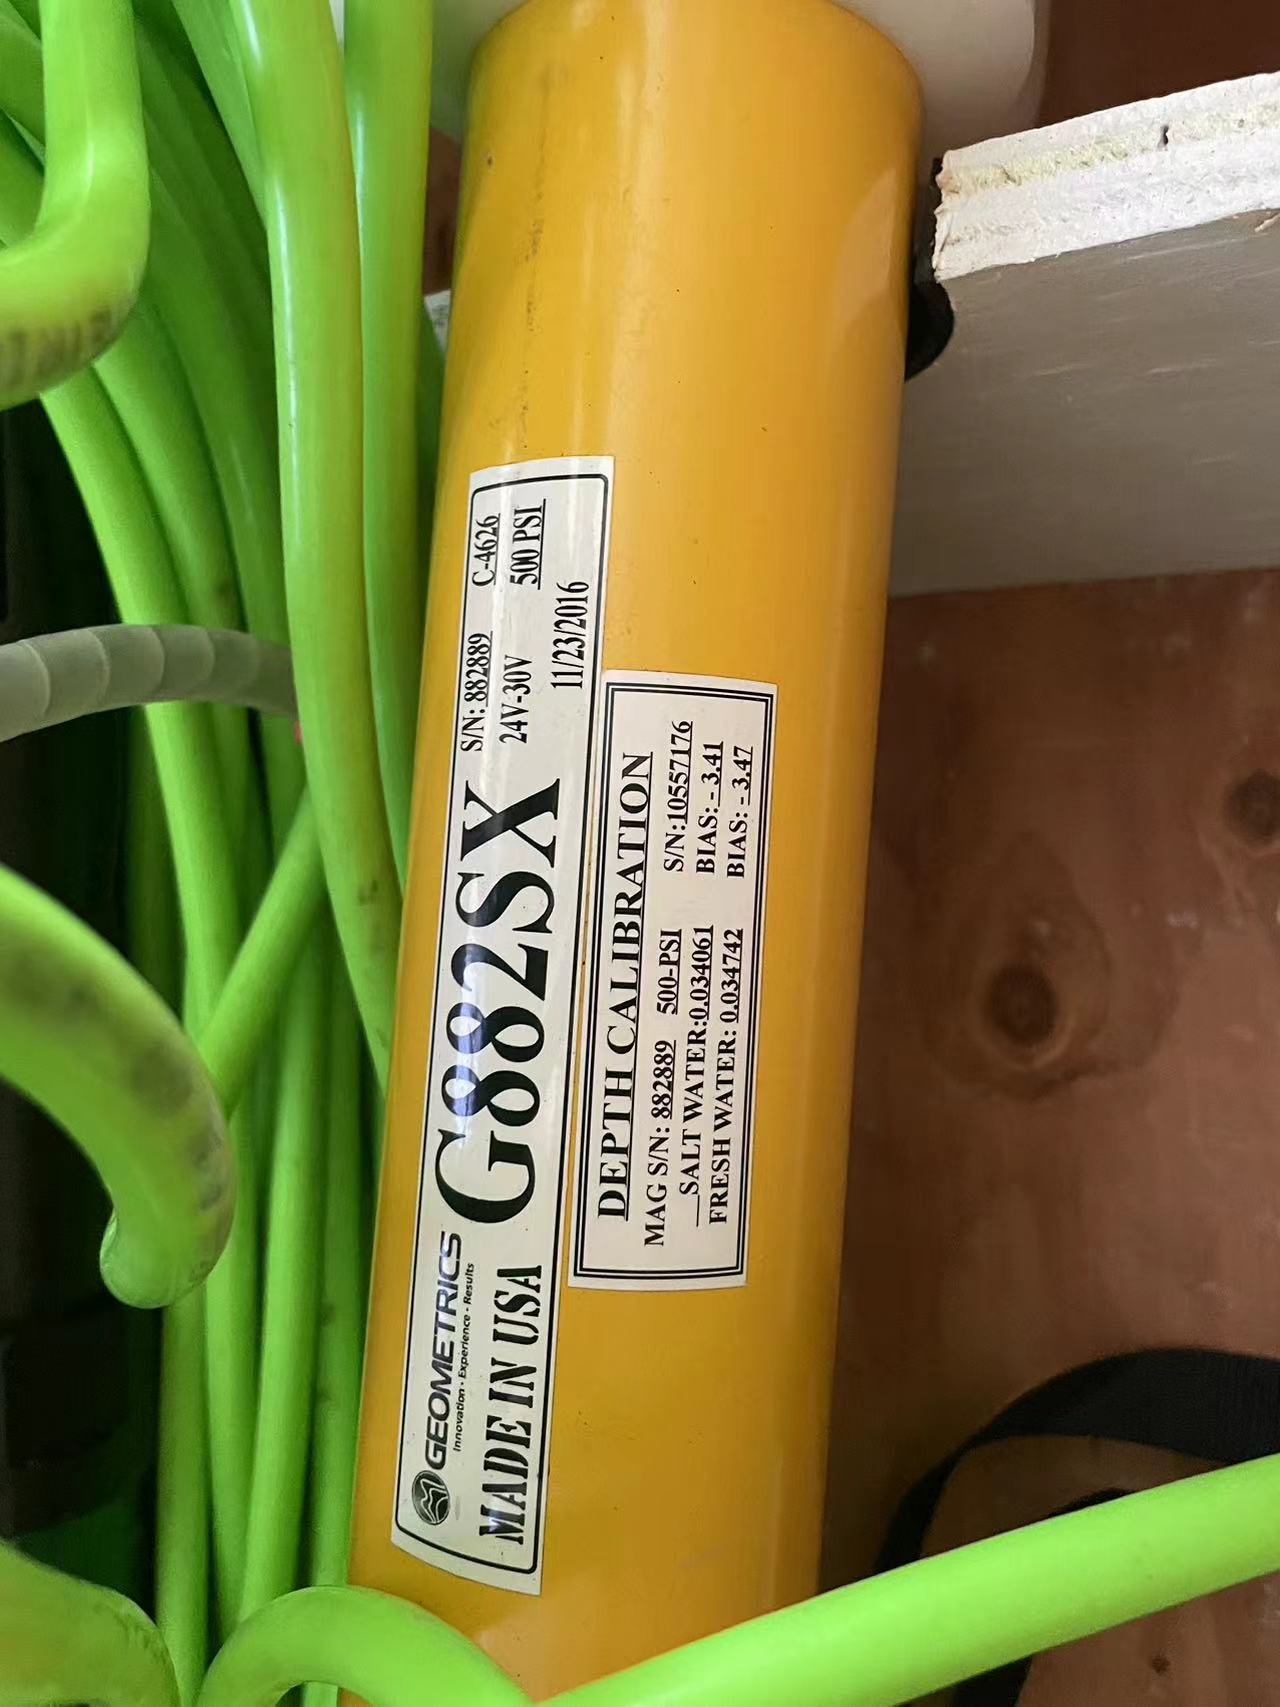 GEOMETRICS
Innovation · Experience · Results
MADE IN USA
G882SX
S/N: 882889 C-4626
24V-30V 500 PSI
11/23/2016
DEPTH CALIBRATION
MAG S/N: 882889 500-PSI S/N:10557176
SALT WATER:0.034061 BIAS: - 3.41
FRESH WATER: 0.034742 BIAS: - 3.47